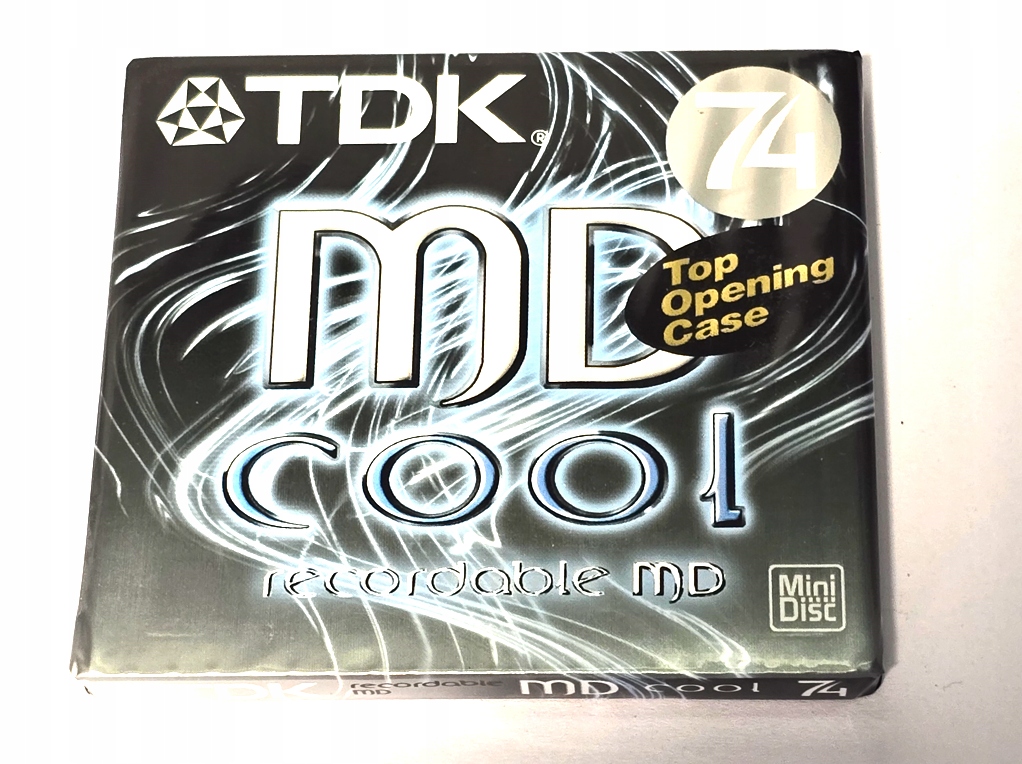 TDK®
74
MD
Top
Opening
Case
cool
recordable MD
Mini
Disc
TDK recordable MD MD cool 74